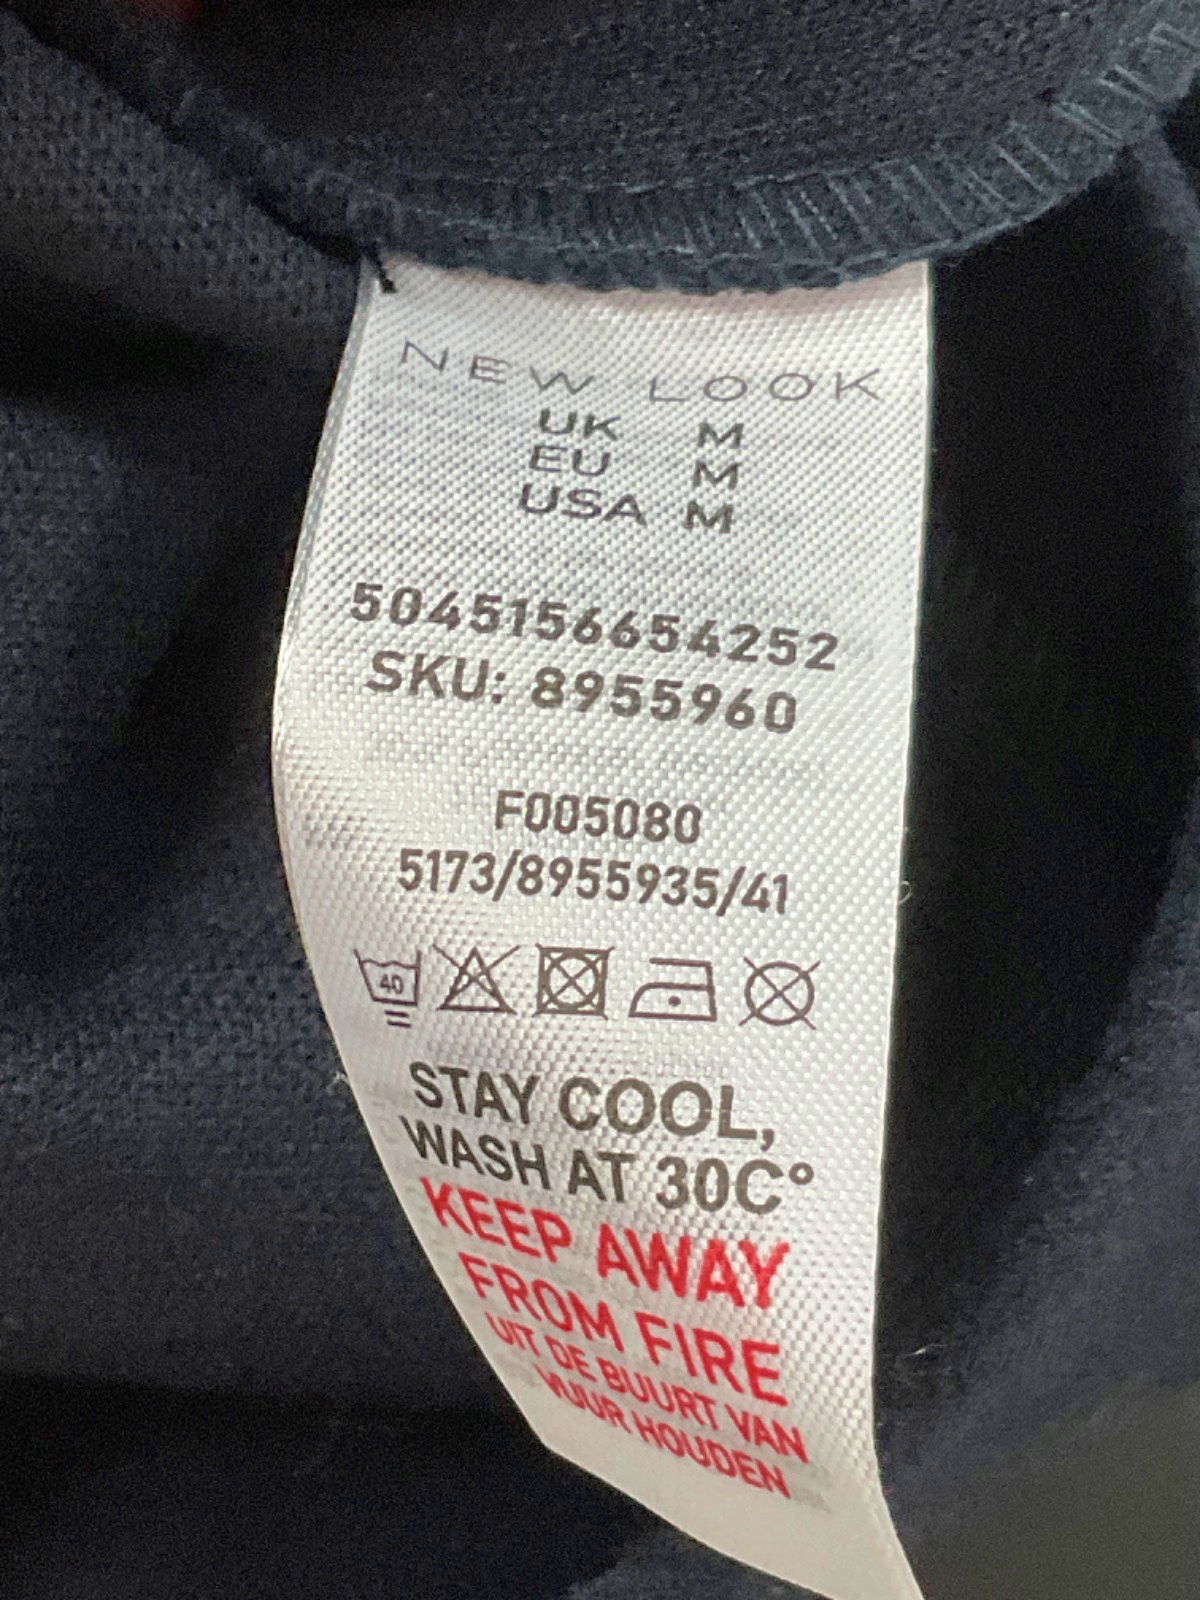 NEW LOOK
UK M
EU M
USA M
5045156654252
SKU: 8955960
F005080
5173/8955935/41
40
STAY COOL,
WASH AT 30C°
KEEP AWAY
FROM FIRE
UIT DE BUURT VAN
VUUR HOUDEN